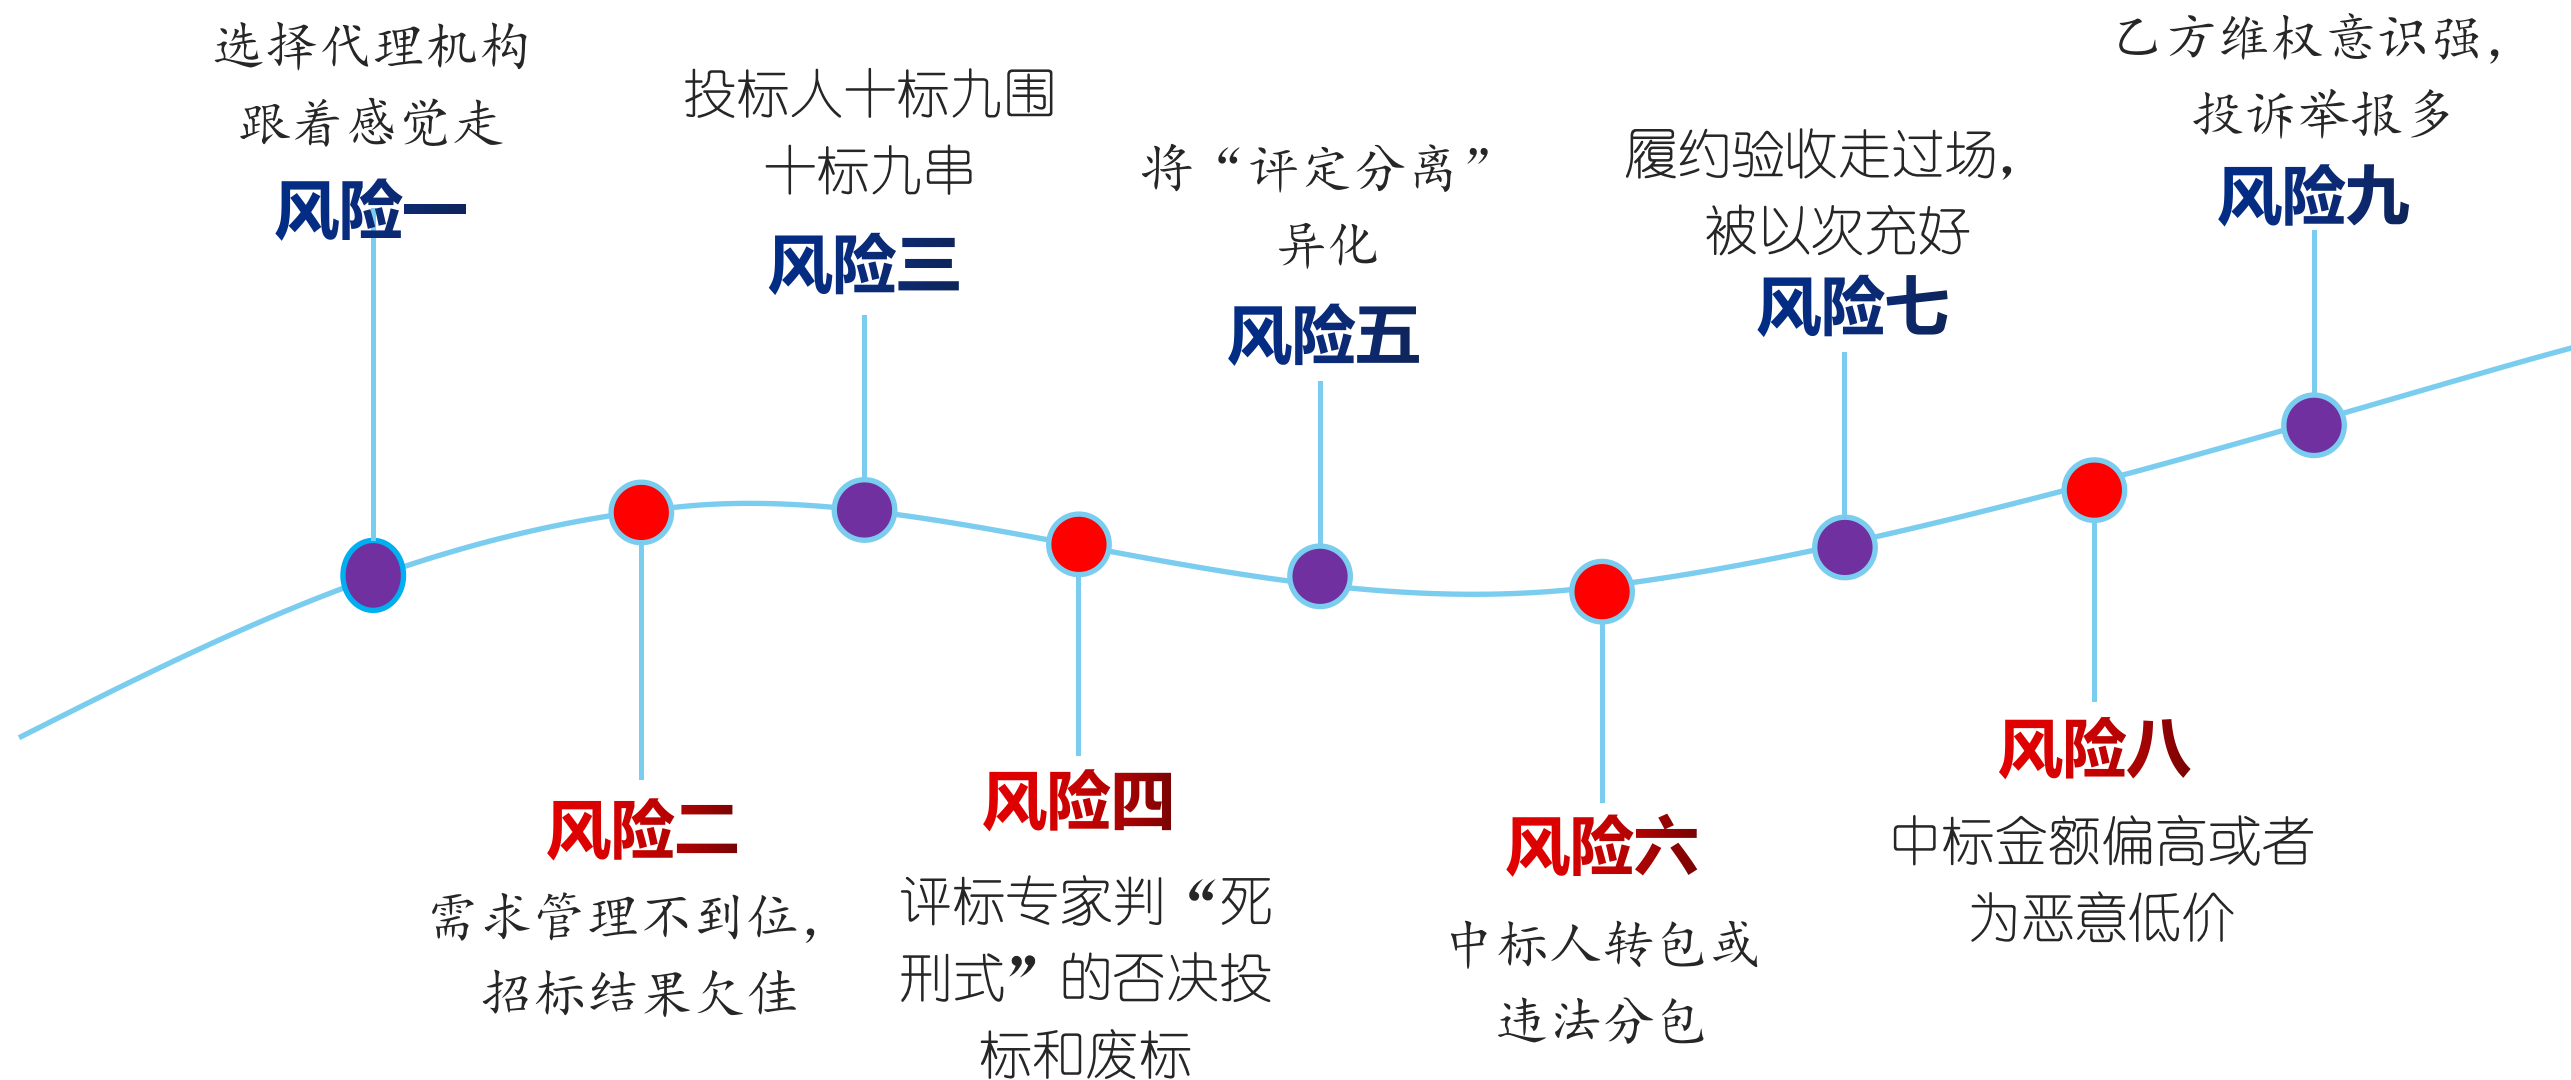 选择代理机构
跟着感觉走
风险一
需求管理不到位，
招标结果欠佳
风险二
投标人十标九围
十标九串
风险三
风险四
评标专家判“死
刑式”的否决投
标和废标
将“评定分离”
异化
风险五
风险六
中标人转包或
违法分包
履约验收走过场，
被以次充好
风险七
风险八
中标金额偏高或者
为恶意低价
乙方维权意识强，
投诉举报多
风险九